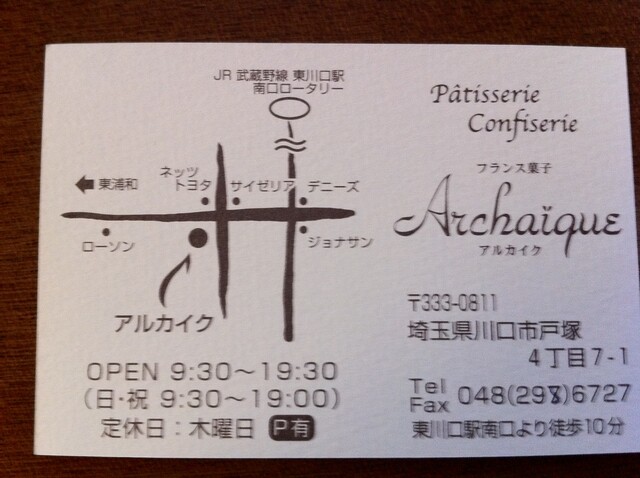 JR 武蔵野線 東川口駅
南口ロータリー
東浦和
ネッツ
トヨタ
サイゼリア
デニーズ
ローソン
ジョナサン
アルカイク
OPEN 9:30～19:30
(日・祝 9:30～19:00)
定休日：木曜日 P有
Pâtisserie
Confiserie
フランス菓子
Archaïque
アルカイク
〒333-0811
埼玉県川口市戸塚
4丁目7-1
Tel
Fax 048(298)6727
東川口駅南口より徒歩10分